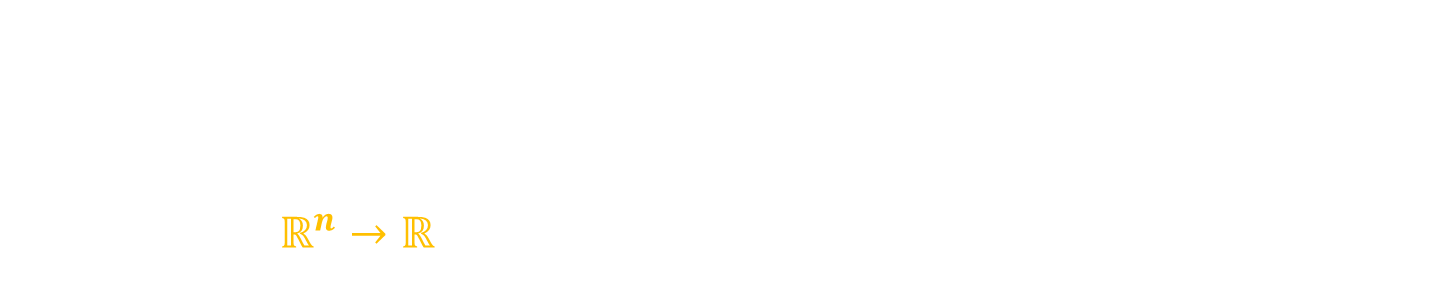 ℝⁿ → ℝ